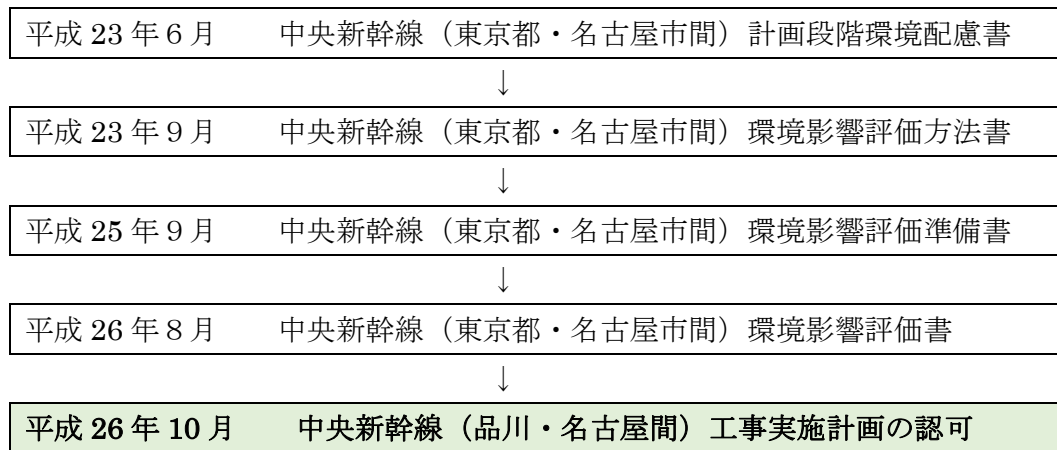 平成 23 年６月　　中央新幹線（東京都・名古屋市間）計画段階環境配慮書
↓
平成 23 年９月　　中央新幹線（東京都・名古屋市間）環境影響評価方法書
↓
平成 25 年９月　　中央新幹線（東京都・名古屋市間）環境影響評価準備書
↓
平成 26 年８月　　中央新幹線（東京都・名古屋市間）環境影響評価書
↓
平成 26 年 10 月　　中央新幹線（品川・名古屋間）工事実施計画の認可